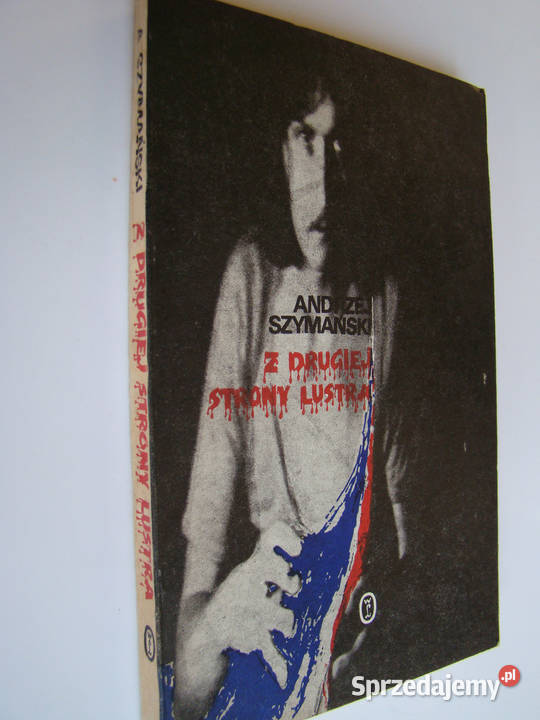 A. SZYMAŃSKI Z DRUGIEJ STRONY LUSTRA
ANDRZEJ
SZYMAŃSKI
Z DRUGIEJ
STRONY LUSTRA
Sprzedajemy.pl